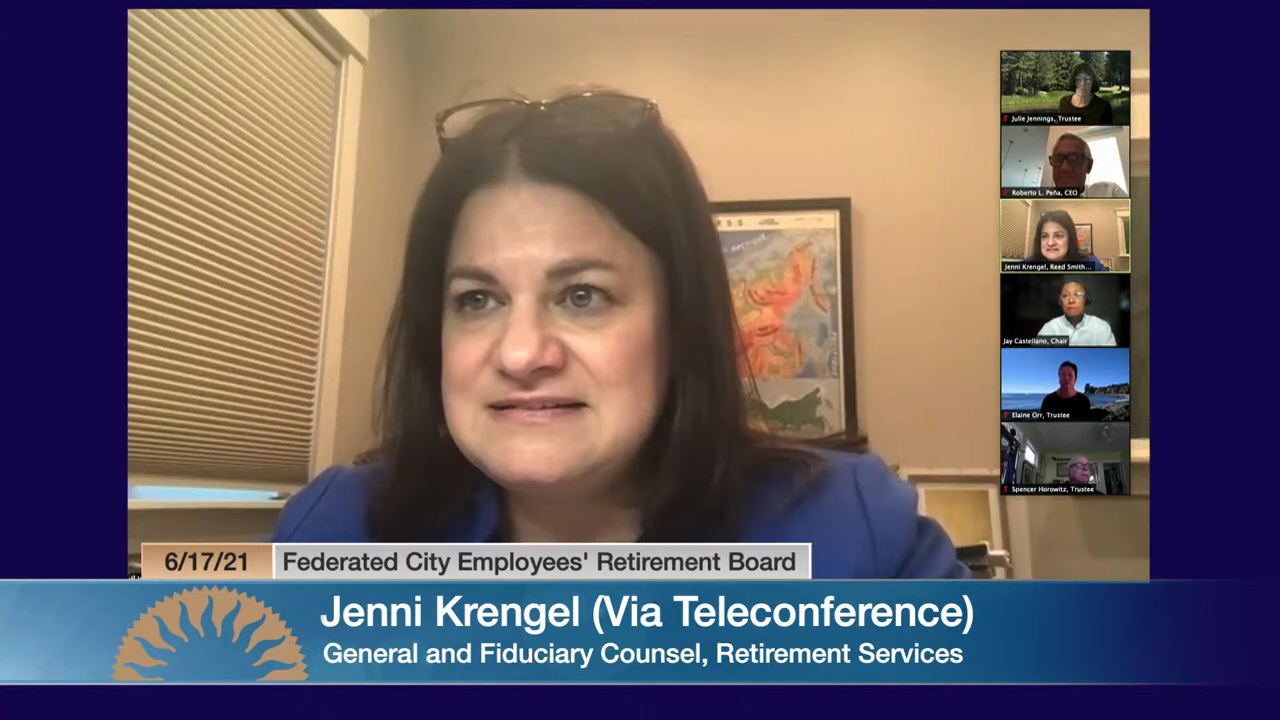 Julie Jennings, Trustee
Roberto L. Peña, CEO
Jenni Krengel, Reed Smith...
Jay Castellano, Chair
Elaine Orr, Trustee
Spencer Horowitz, Trustee
6/17/21
Federated City Employees' Retirement Board
Jenni Krengel (Via Teleconference)
General and Fiduciary Counsel, Retirement Services